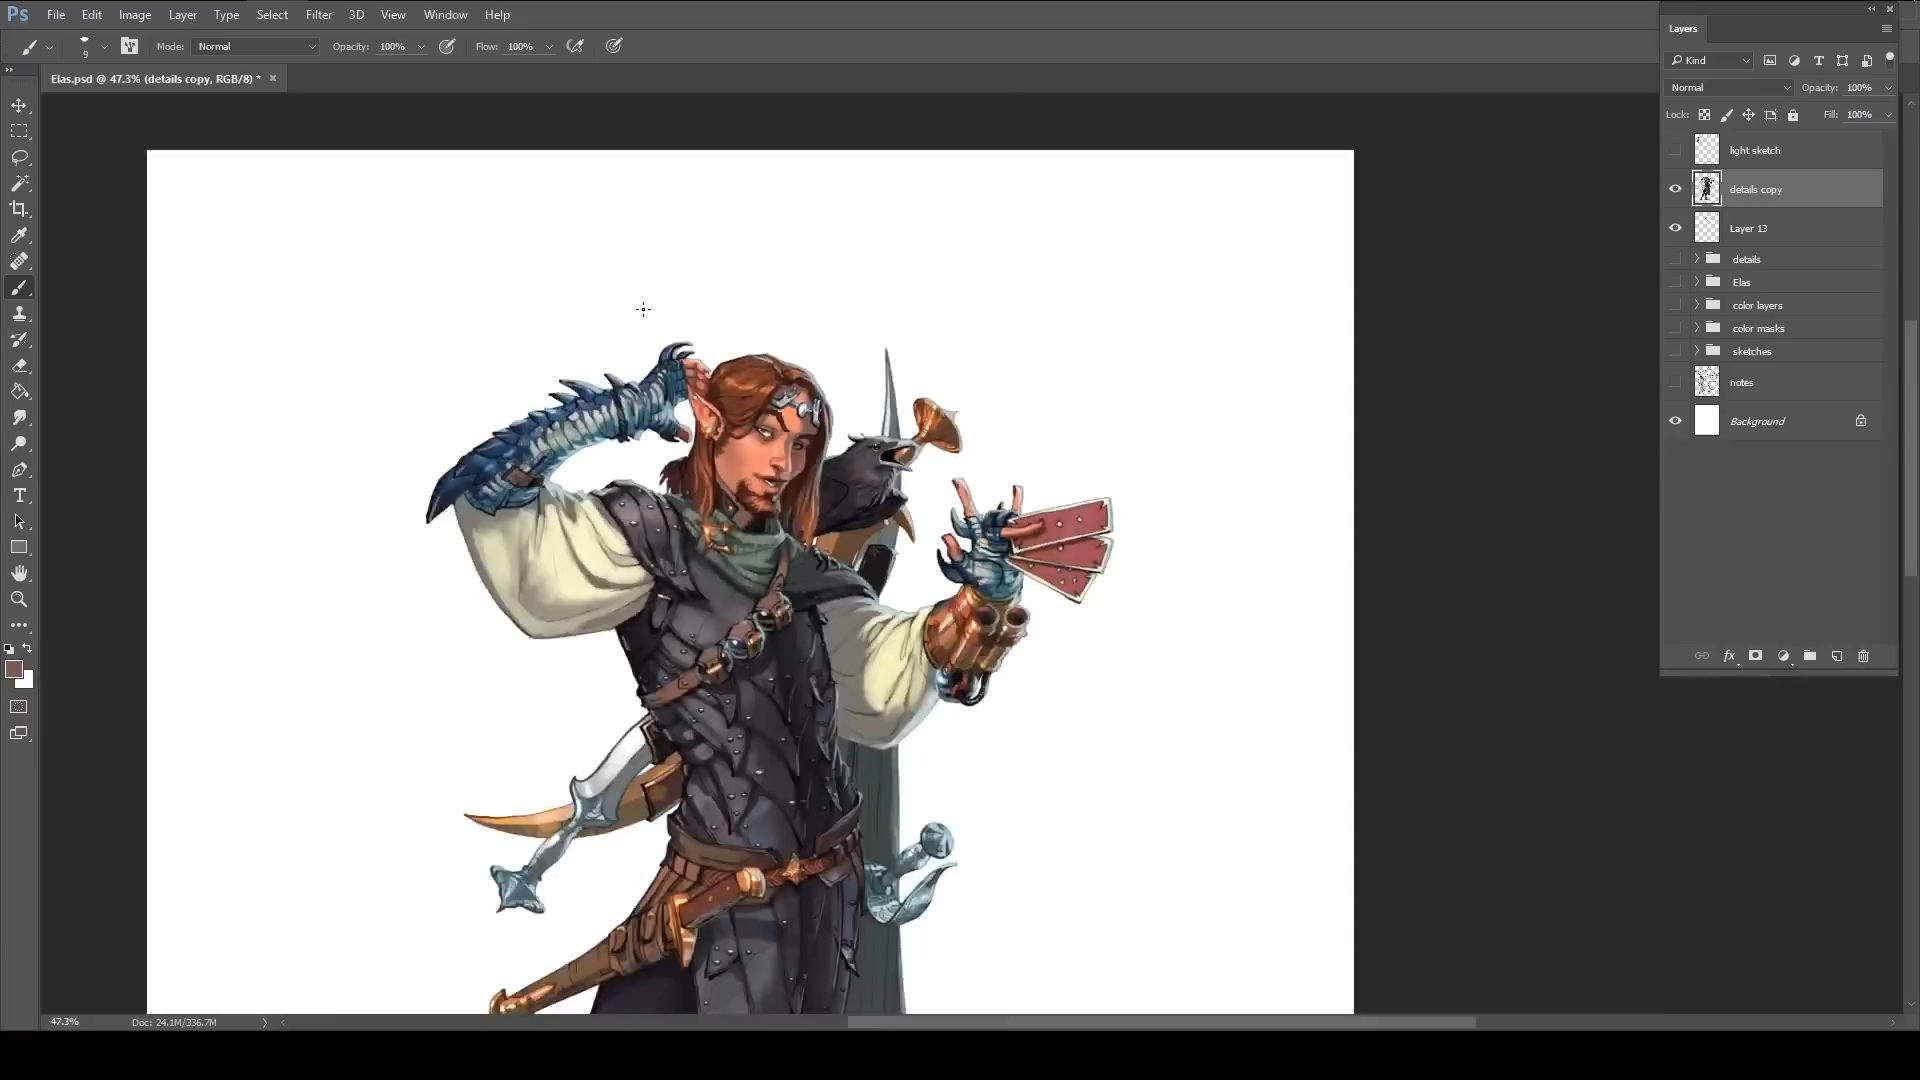 Ps File Edit Image Layer Type Select Filter 3D View Window Help
9 Mode: Normal Opacity: 100% Flow: 100%
Elas.psd @ 47.3% (details copy, RGB/8) * ×
Layers
Kind
Normal Opacity: 100%
Lock: Fill: 100%
light sketch
details copy
Layer 13
details
Elas
color layers
color masks
sketches
notes
Background
fx
47.3% Doc: 24.1M/336.7M